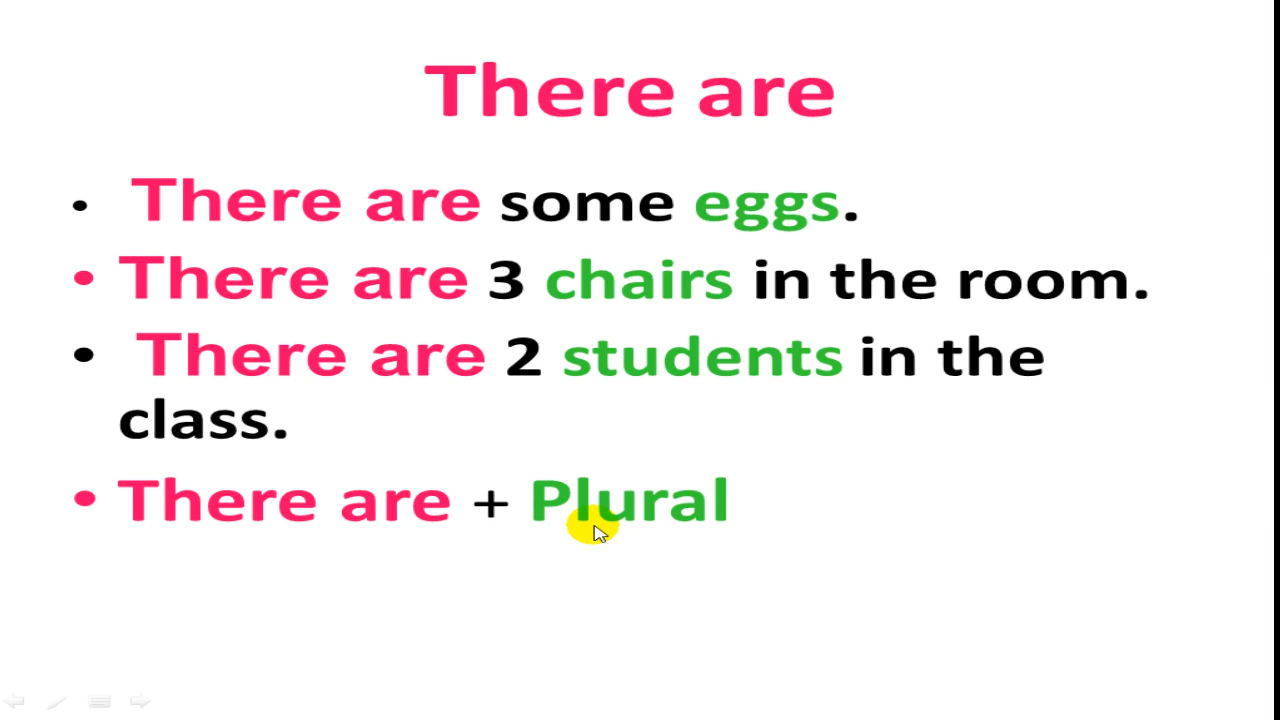 There are
• There are some eggs.
• There are 3 chairs in the room.
• There are 2 students in the
class.
• There are + Plural